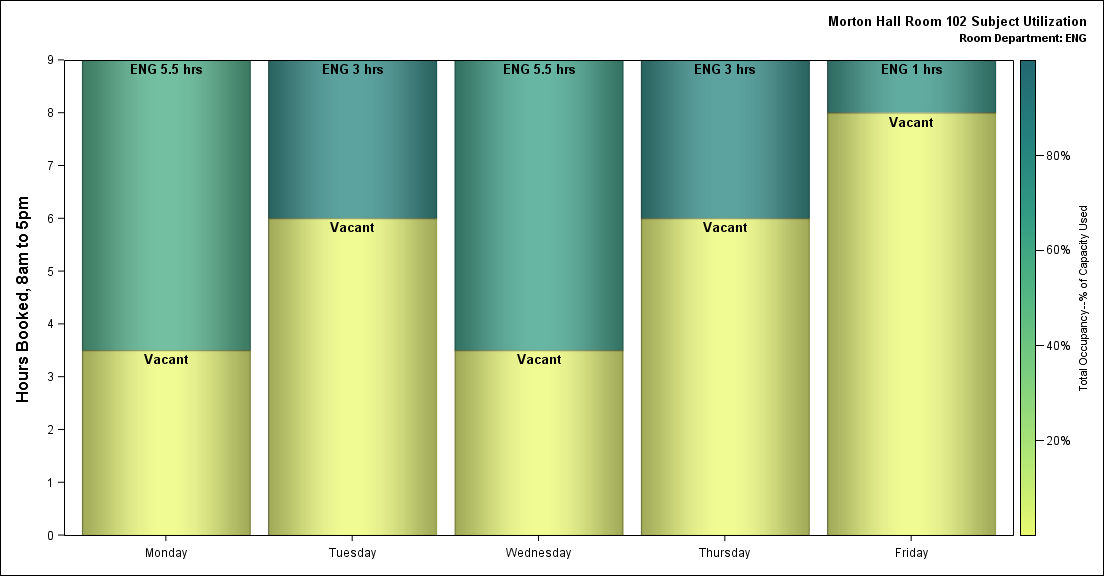 Morton Hall Room 102 Subject Utilization
Room Department: ENG
Hours Booked, 8am to 5pm
9
8
7
6
5
4
3
2
1
0
ENG 5.5 hrs
Vacant
ENG 3 hrs
Vacant
ENG 5.5 hrs
Vacant
ENG 3 hrs
Vacant
ENG 1 hrs
Vacant
Monday
Tuesday
Wednesday
Thursday
Friday
80%
60%
40%
20%
Total Occupancy--% of Capacity Used